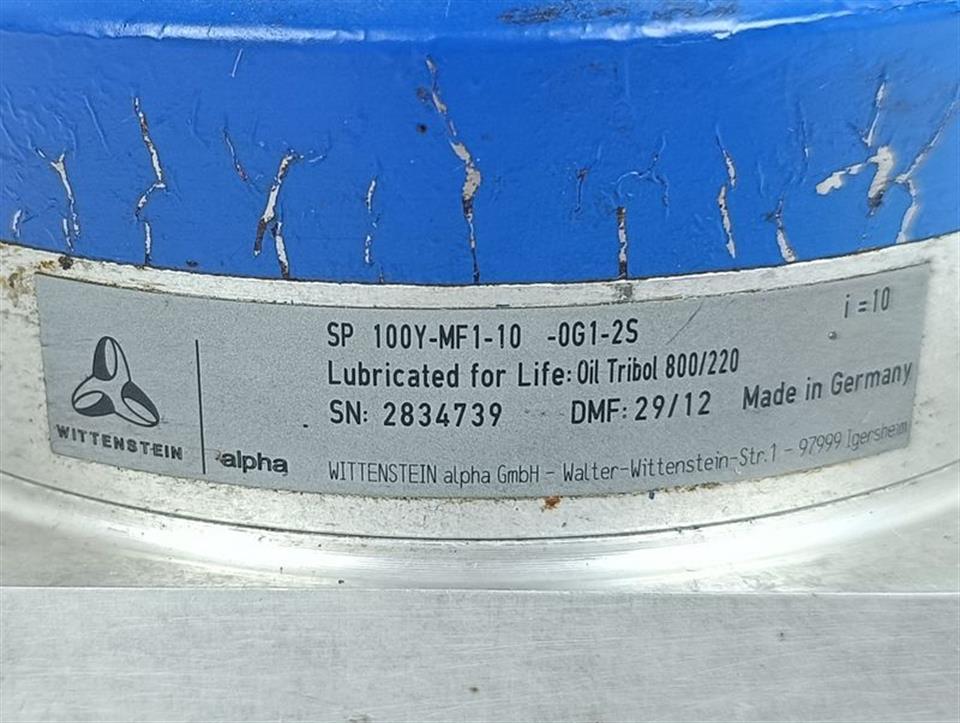 SP 100Y-MF1-10 -0G1-2S
i=10
Lubricated for Life: Oil Tribol 800/220
SN: 2834739 DMF: 29/12 Made in Germany
WITTENSTEIN
alpha
WITTENSTEIN alpha GmbH - Walter-Wittenstein-Str.1 - 97999 Igersheim